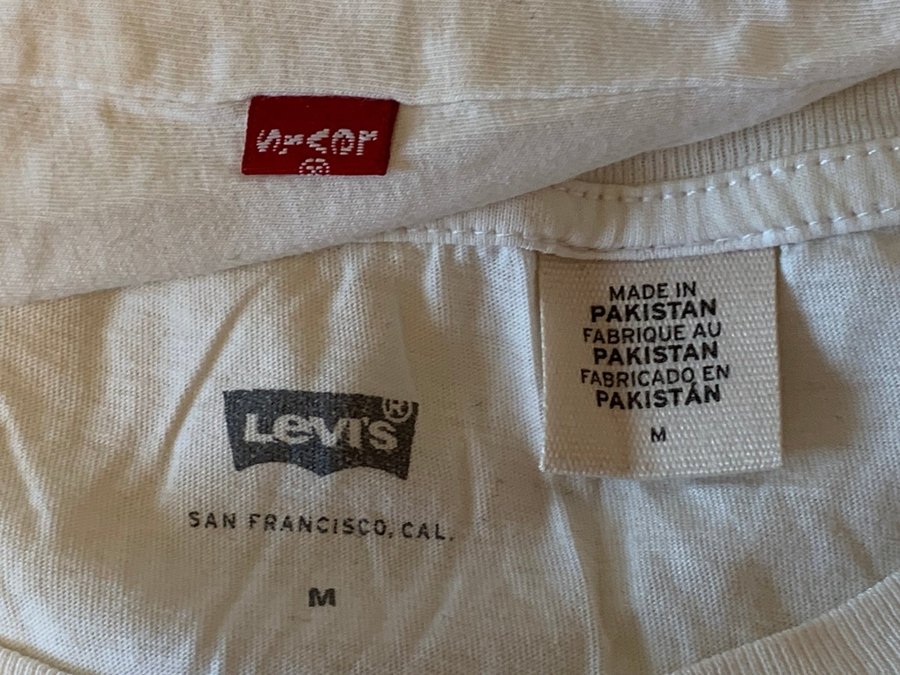 MADE IN
PAKISTAN
FABRIQUE AU
PAKISTAN
FABRICADO EN
PAKISTÁN
M
LEVI'S®
SAN FRANCISCO, CAL.
M